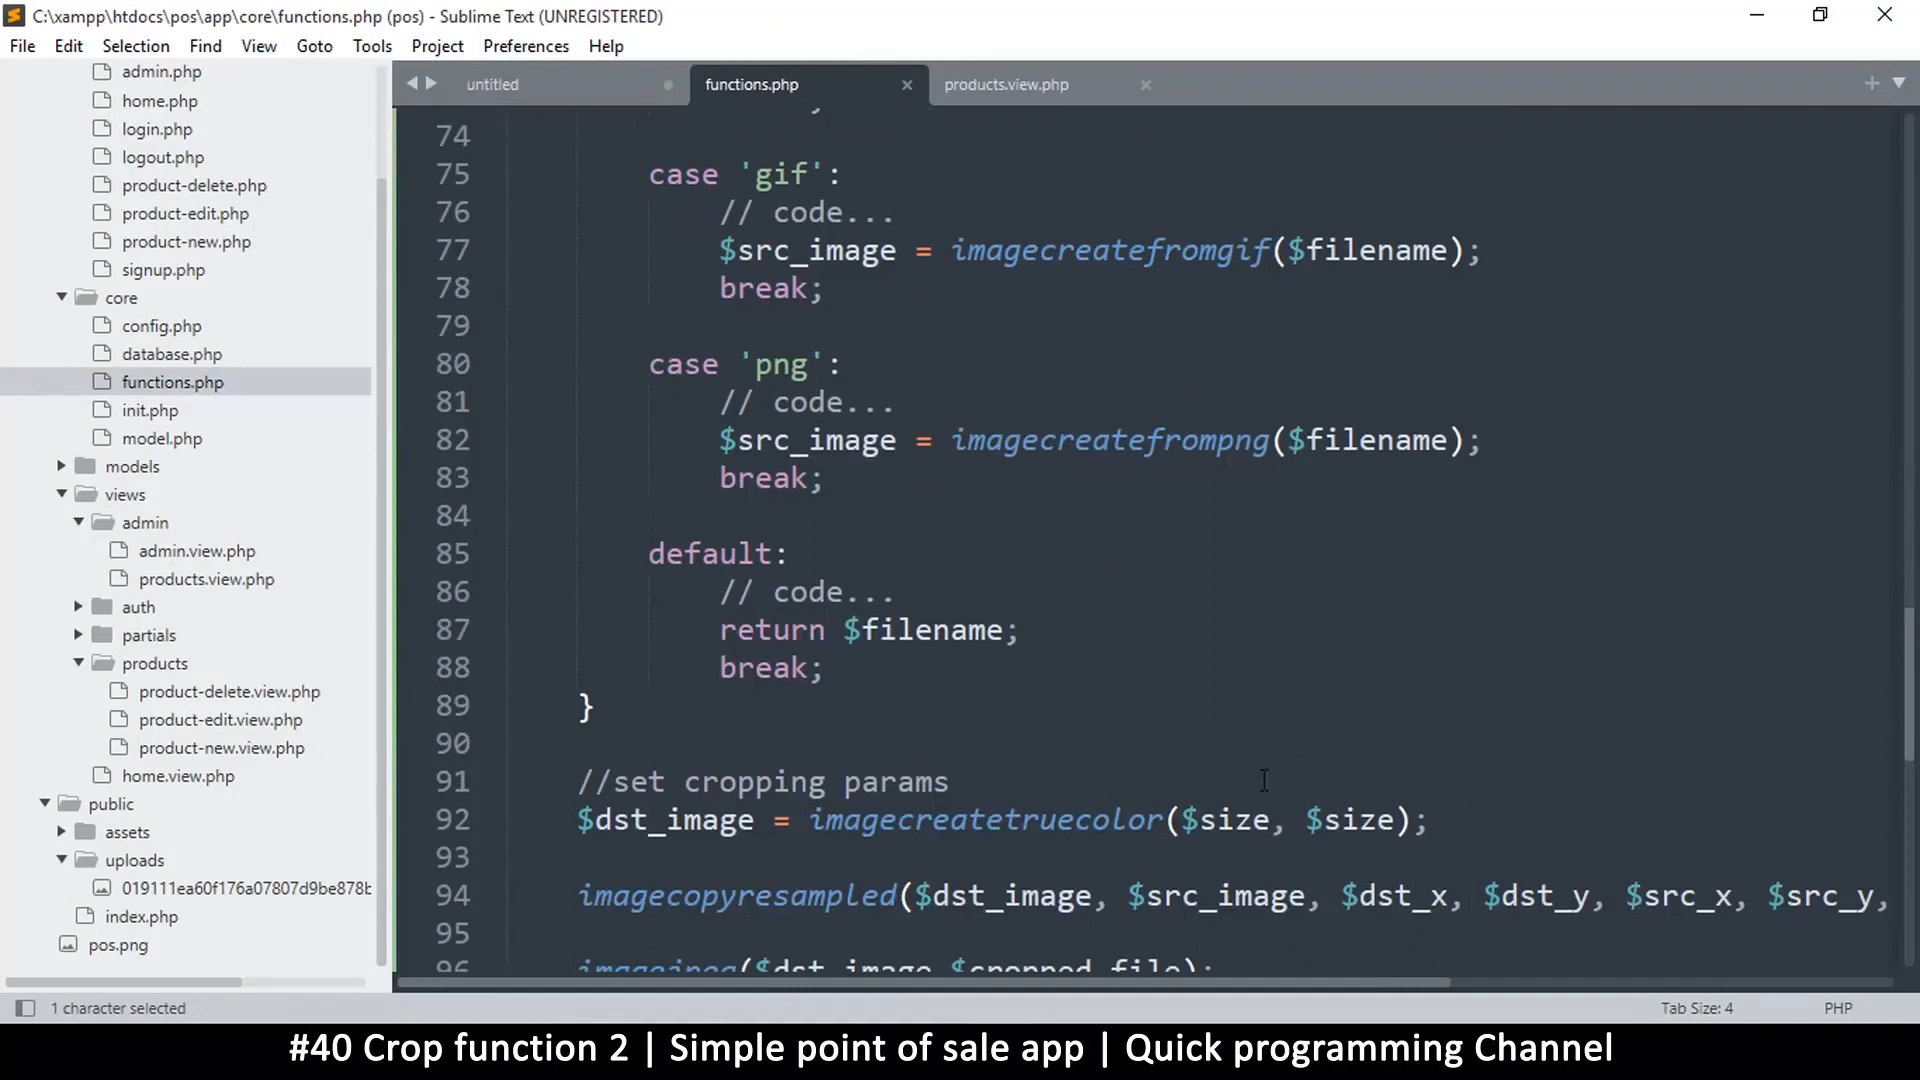 C:\xampp\htdocs\pos\app\core\functions.php (pos) - Sublime Text (UNREGISTERED)
File Edit Selection Find View Goto Tools Project Preferences Help
admin.php
home.php
login.php
logout.php
product-delete.php
product-edit.php
product-new.php
signup.php
core
config.php
database.php
functions.php
init.php
model.php
models
views
admin
admin.view.php
products.view.php
auth
partials
products
product-delete.view.php
product-edit.view.php
product-new.view.php
home.view.php
public
assets
uploads
019111ea60f176a07807d9be878b
index.php
pos.png
untitled functions.php products.view.php
74
75 case 'gif':
76 // code...
77 $src_image = imagecreatefromgif($filename);
78 break;
79
80 case 'png':
81 // code...
82 $src_image = imagecreatefrompng($filename);
83 break;
84
85 default:
86 // code...
87 return $filename;
88 break;
89 }
90
91 //set cropping params
92 $dst_image = imagecreatetruecolor($size, $size);
93
94 imagecopyresampled($dst_image, $src_image, $dst_x, $dst_y, $src_x, $src_y,
95
96 imagejpeg($dst_image,$cropped_file);
1 character selected Tab Size: 4 PHP
#40 Crop function 2 | Simple point of sale app | Quick programming Channel